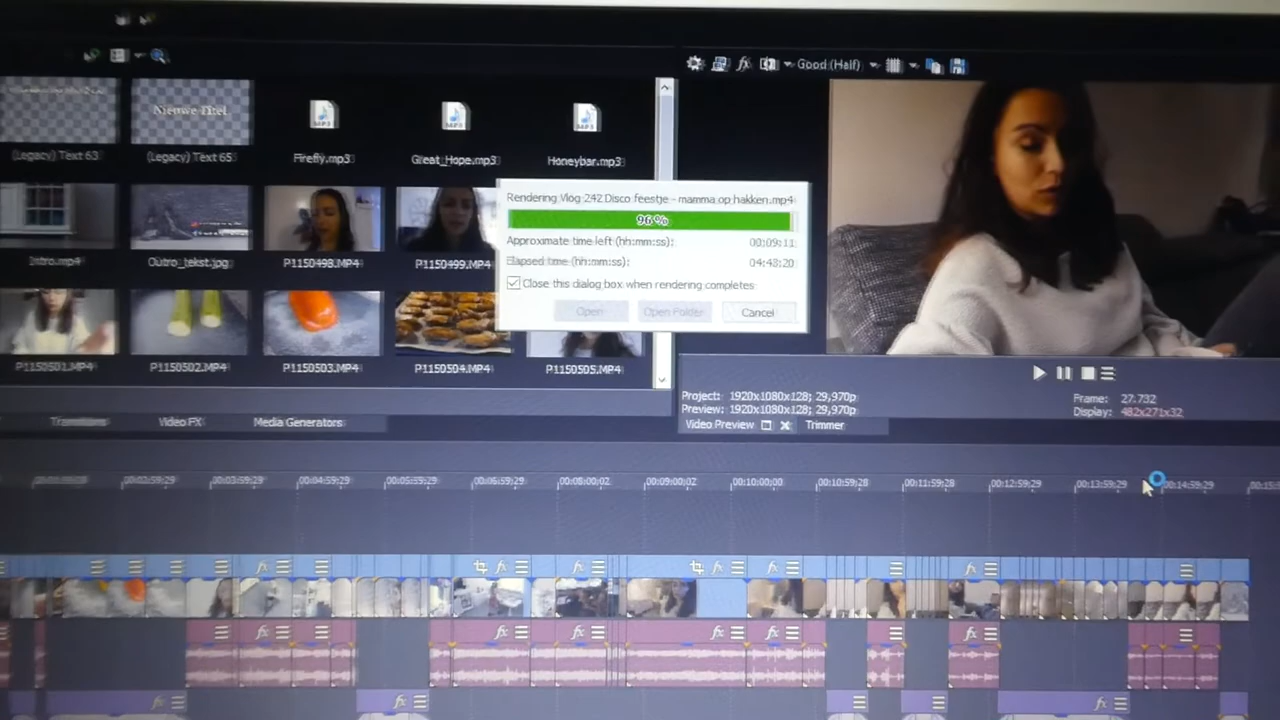 Good (Half)
Nieuwe Titel
(Legacy) Text 63
(Legacy) Text 65
Firefly.mp3
Great_Hope.mp3
Honeybar.mp3
Rendering Vlog 242 Disco feestje - mamma op hakken.mp4
96 %
Approximate time left (hh:mm:ss):
00:09:11
Elapsed time (hh:mm:ss):
04:48:20
Close this dialog box when rendering completes
Open
Open Folder
Cancel
Intro.mp4
Outro_tekst.jpg
P1150498.MP4
P1150499.MP4
P1150501.MP4
P1150502.MP4
P1150503.MP4
P1150504.MP4
P1150505.MP4
Project: 1920x1080x128; 29,970p
Preview: 1920x1080x128; 29,970p
Frame: 27.732
Display: 482x271x32
Video Preview
Trimmer
Transitions
Video FX
Media Generators
00:02:59:29
00:03:59:29
00:04:59:29
00:05:59:29
00:06:59:29
00:08:00:02
00:09:00:02
00:10:00:00
00:10:59:28
00:11:59:28
00:12:59:29
00:13:59:29
00:14:59:29